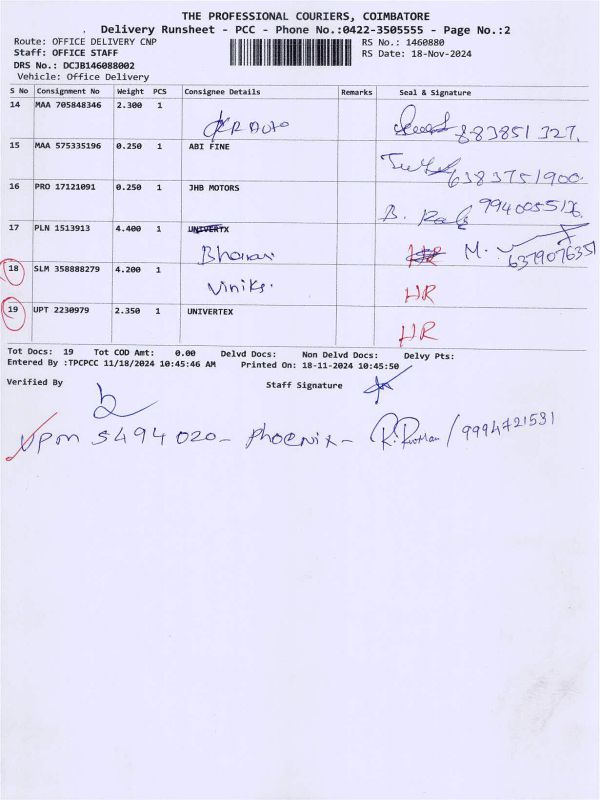 THE PROFESSIONAL COURIERS, COIMBATORE
Delivery Runsheet - PCC - Phone No.:0422-3505555 - Page No.:2
Route: OFFICE DELIVERY CNP RS No.: 1460880
Staff: OFFICE STAFF RS Date: 18-Nov-2024
DRS No.: DCJB146088002
Vehicle: Office Delivery
S No Consignment No Weight PCS Consignee Details Remarks Seal & Signature
14 MAA 705848346 2.300 1
KR AUTO 883851 327.
15 MAA 575335196 0.250 1 ABI FINE
6383751900
16 PRO 17121091 0.250 1 JHB MOTORS
B. 9940055126
17 PLN 1513913 4.400 1 UNIVERTX
HR M. 6379076351
18 SLM 358888279 4.200 1
Viniks. HR
19 UPT 2230979 2.350 1 UNIVERTEX
HR
Tot Docs: 19 Tot COD Amt: 0.00 Delvd Docs: Non Delvd Docs: Delvy Pts:
Entered By :TPCPCC 11/18/2024 10:45:46 AM Printed On: 18-11-2024 10:45:50
Verified By Staff Signature
VPM 5494020 - Phoenix - / 9994721531